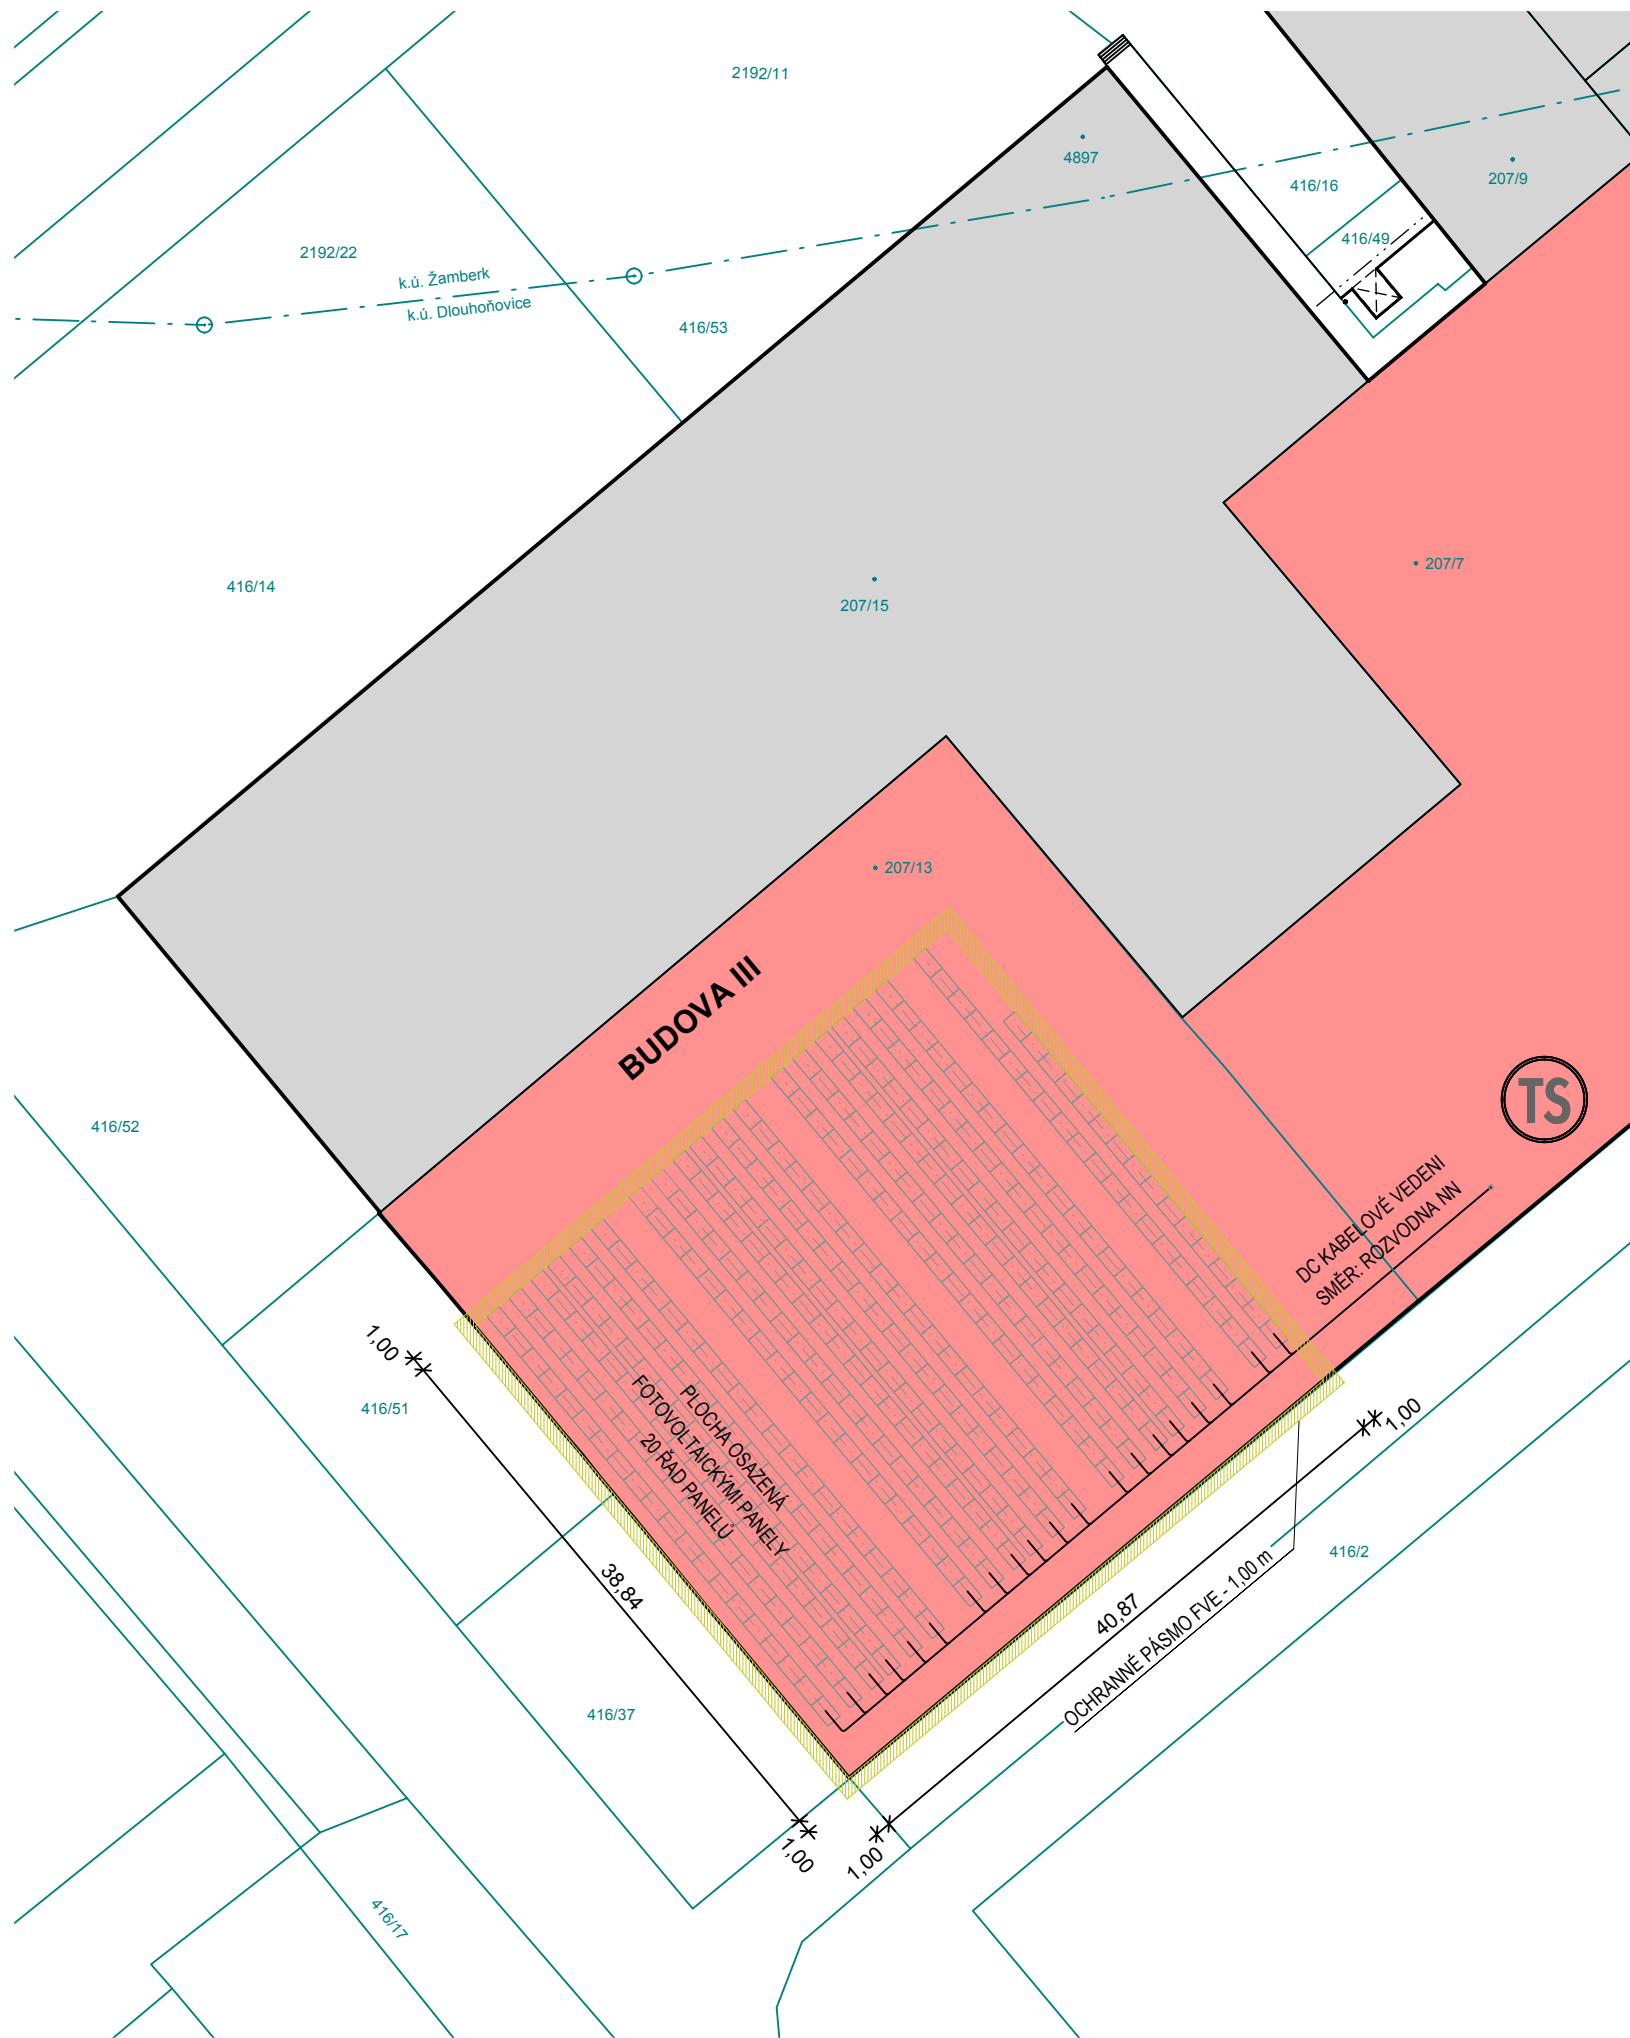 2192/11
4897
416/16
207/9
416/49
2192/22
k.ú. Žamberk
k.ú. Dlouhoňovice
416/53
416/14
207/15
207/7
207/13
BUDOVA III
416/52
TS
DC KABELOVÉ VEDENI
SMĚR: ROZVODNA NN
1,00
416/51
PLOCHA OSAZENÁ
FOTOVOLTAICKÝMI PANELY
20 ŘAD PANELŮ
1,00
416/2
38,84
40,87
OCHRANNÉ PÁSMO FVE - 1,00 m
416/37
1,00
1,00
416/17